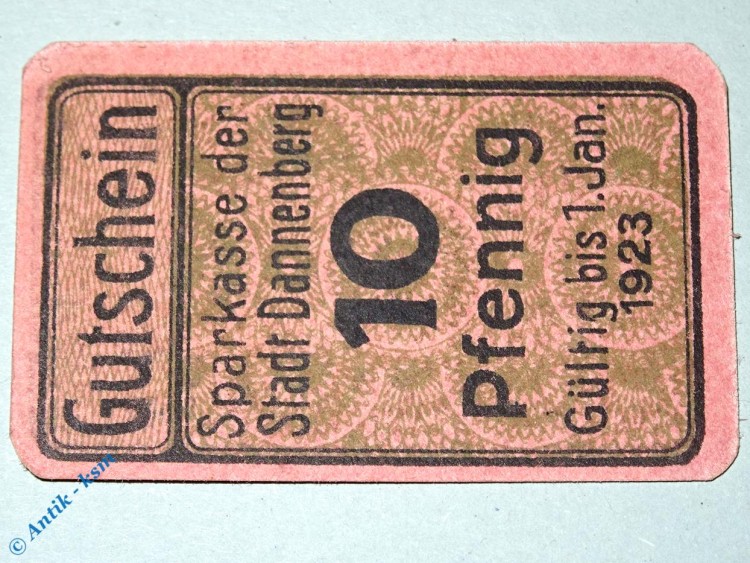 Gutschein
Sparkasse der
Stadt Dannenberg
10
Pfennig
Gültig bis 1. Jan.
1923
© Antik - ksm